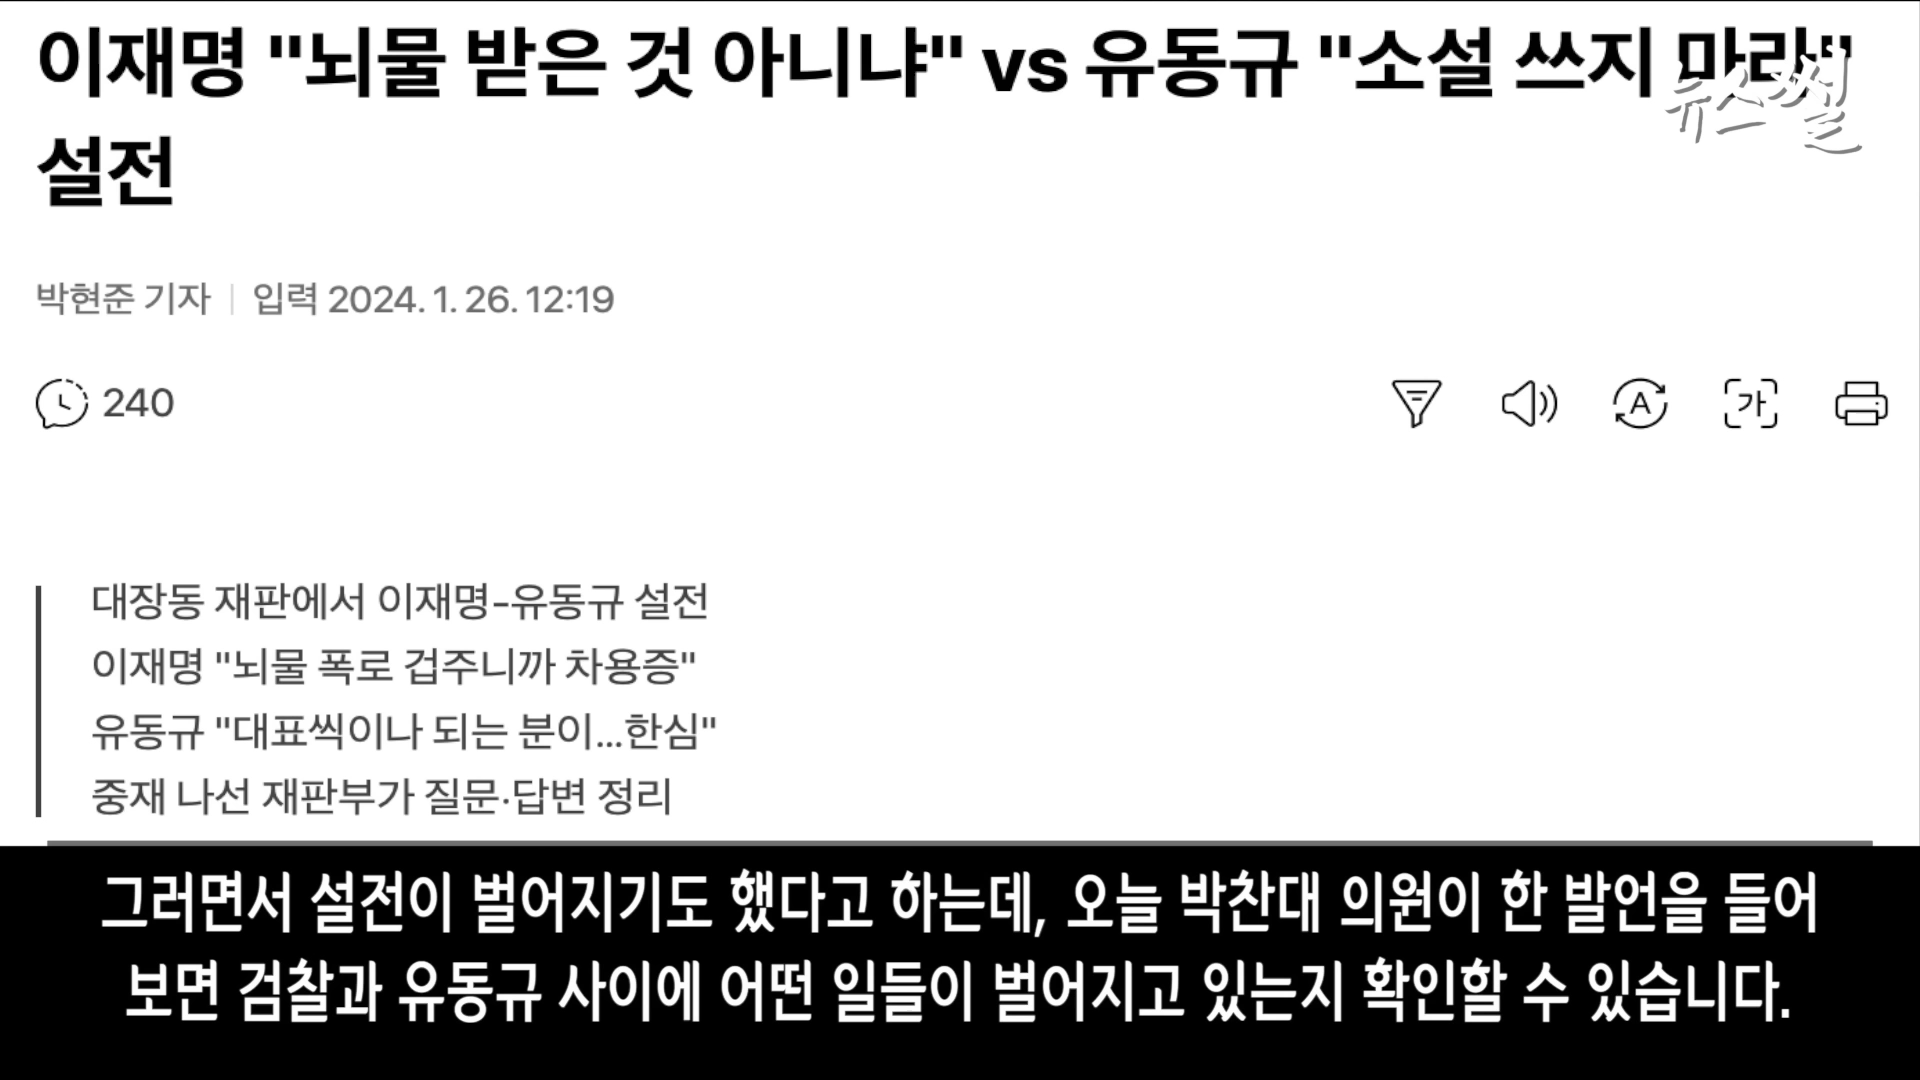 이재명 "뇌물 받은 것 아니냐" vs 유동규 "소설 쓰지 마라"
설전
뉴스썰
박현준 기자 | 입력 2024. 1. 26. 12:19
240
A
가
대장동 재판에서 이재명-유동규 설전
이재명 "뇌물 폭로 겁주니까 차용증"
유동규 "대표씩이나 되는 분이...한심"
중재 나선 재판부가 질문·답변 정리
그러면서 설전이 벌어지기도 했다고 하는데, 오늘 박찬대 의원이 한 발언을 들어
보면 검찰과 유동규 사이에 어떤 일들이 벌어지고 있는지 확인할 수 있습니다.